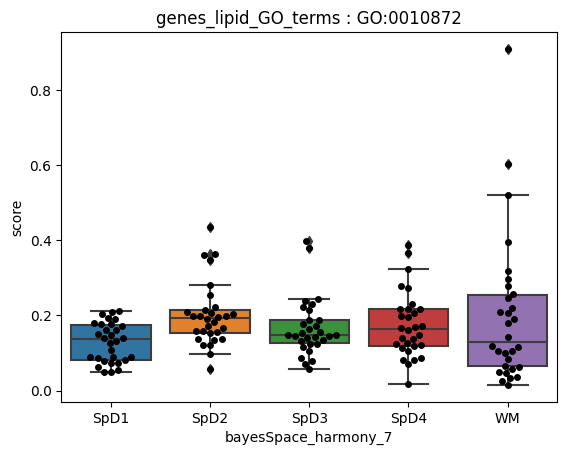 genes_lipid_GO_terms : GO:0010872
score
0.8
0.6
0.4
0.2
0.0
SpD1 SpD2 SpD3 SpD4 WM
bayesSpace_harmony_7